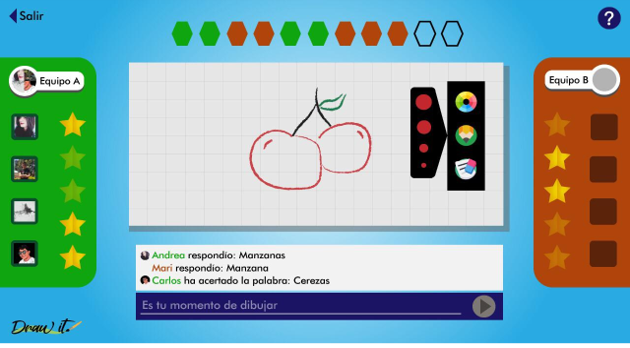 Salir
?
Equipo A
Equipo B
Andrea respondio: Manzanas
Mari respondio: Manzana
Carlos ha acertado la palabra: Cerezas
Es tu momento de dibujar
Draw it.